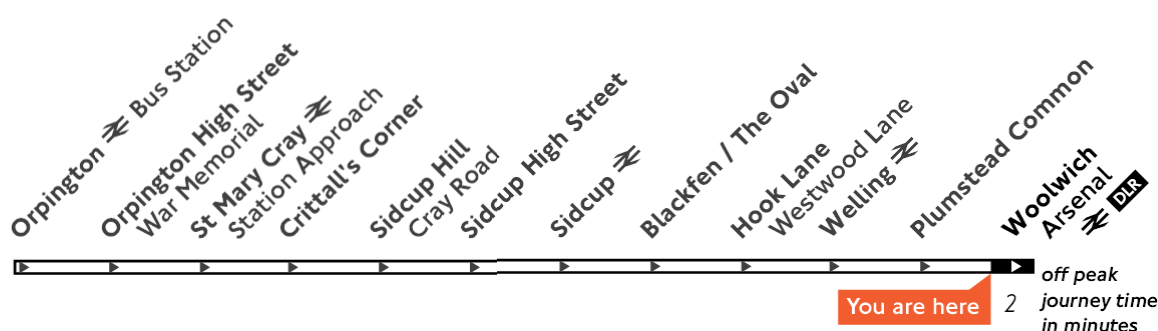 Orpington Bus Station
Orpington High Street
War Memorial
St Mary Cray
Station Approach
Crittall's Corner
Sidcup Hill
Cray Road
Sidcup High Street
Sidcup
Blackfen / The Oval
Hook Lane
Westwood Lane
Welling
Plumstead Common
Woolwich
Arsenal
DLR
You are here
2
off peak
journey time
in minutes